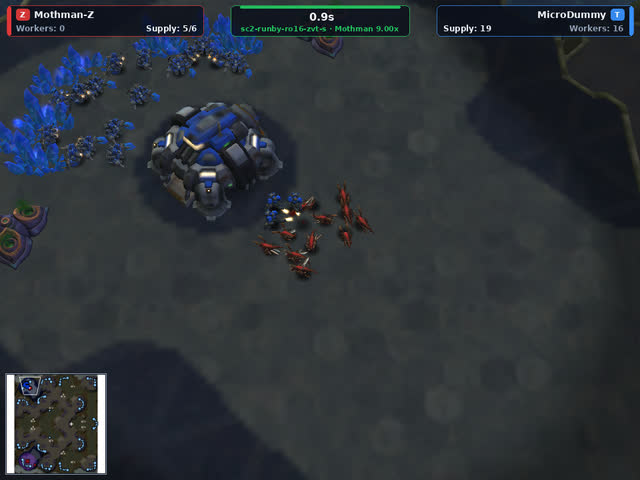 Z Mothman-Z
Workers: 0 Supply: 5/6
0.9s
sc2-runby-ro16-zvt-s · Mothman 9.00x
MicroDummy T
Supply: 19 Workers: 16